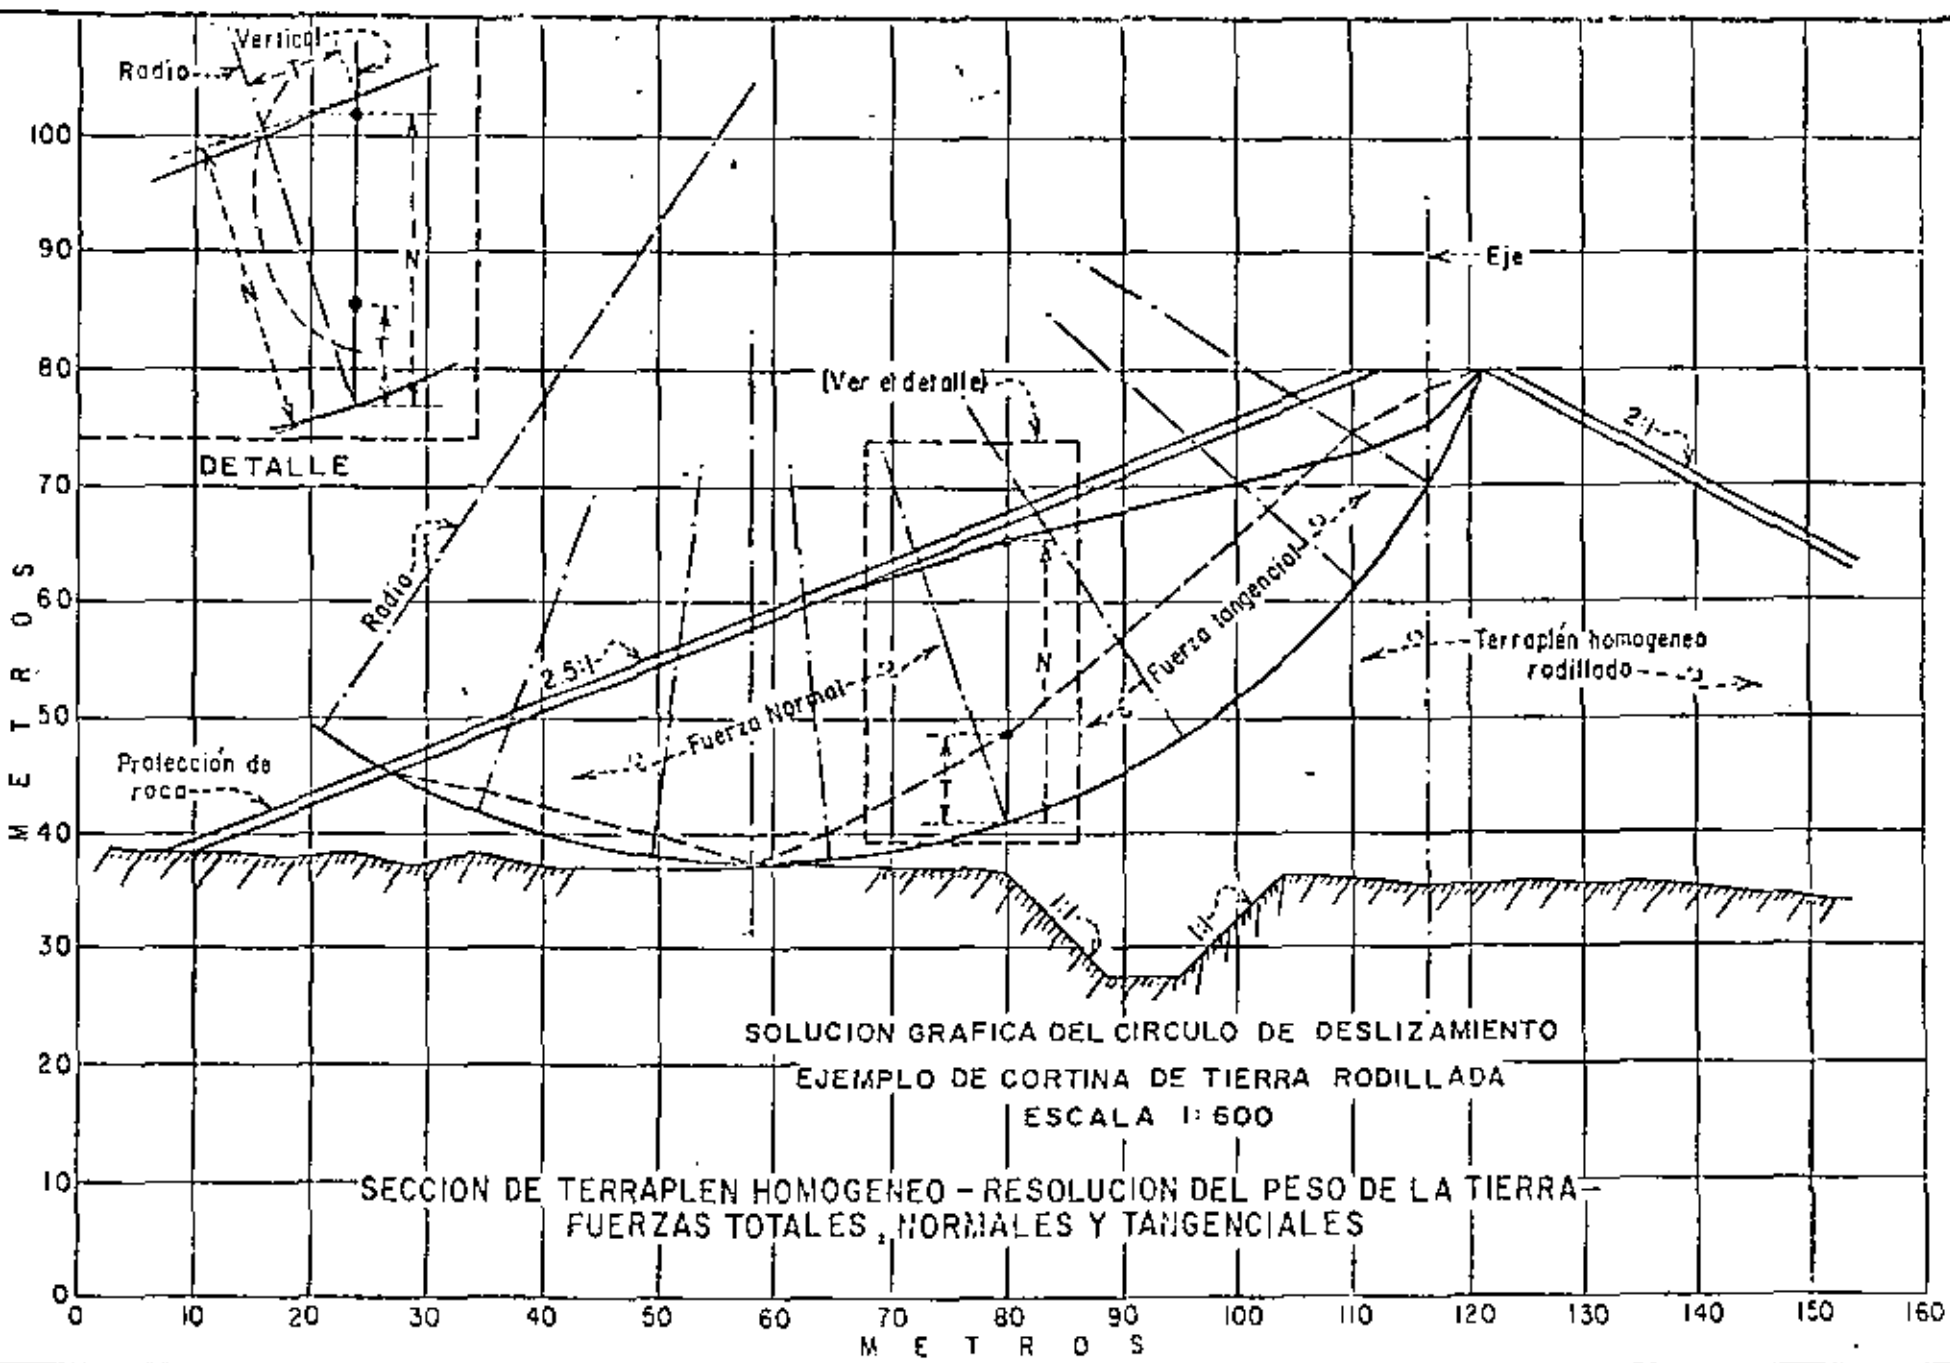 Vertical
Radio
T
N
N
T
DETALLE
100
90
80
70
60
50
40
30
20
10
0
METROS
Eje
(Ver el detalle)
2:1
Radio
2.5:1
Fuerza Normal
Fuerza tangencial
N
T
Terraplén homogeneo
rodillado
Protección de
roca
1:1
1:1
SOLUCION GRAFICA DEL CIRCULO DE DESLIZAMIENTO
EJEMPLO DE CORTINA DE TIERRA RODILLADA
ESCALA 1:600
SECCION DE TERRAPLEN HOMOGENEO - RESOLUCION DEL PESO DE LA TIERRA -
FUERZAS TOTALES, NORMALES Y TANGENCIALES
0 10 20 30 40 50 60 70 80 90 100 110 120 130 140 150 160
METROS